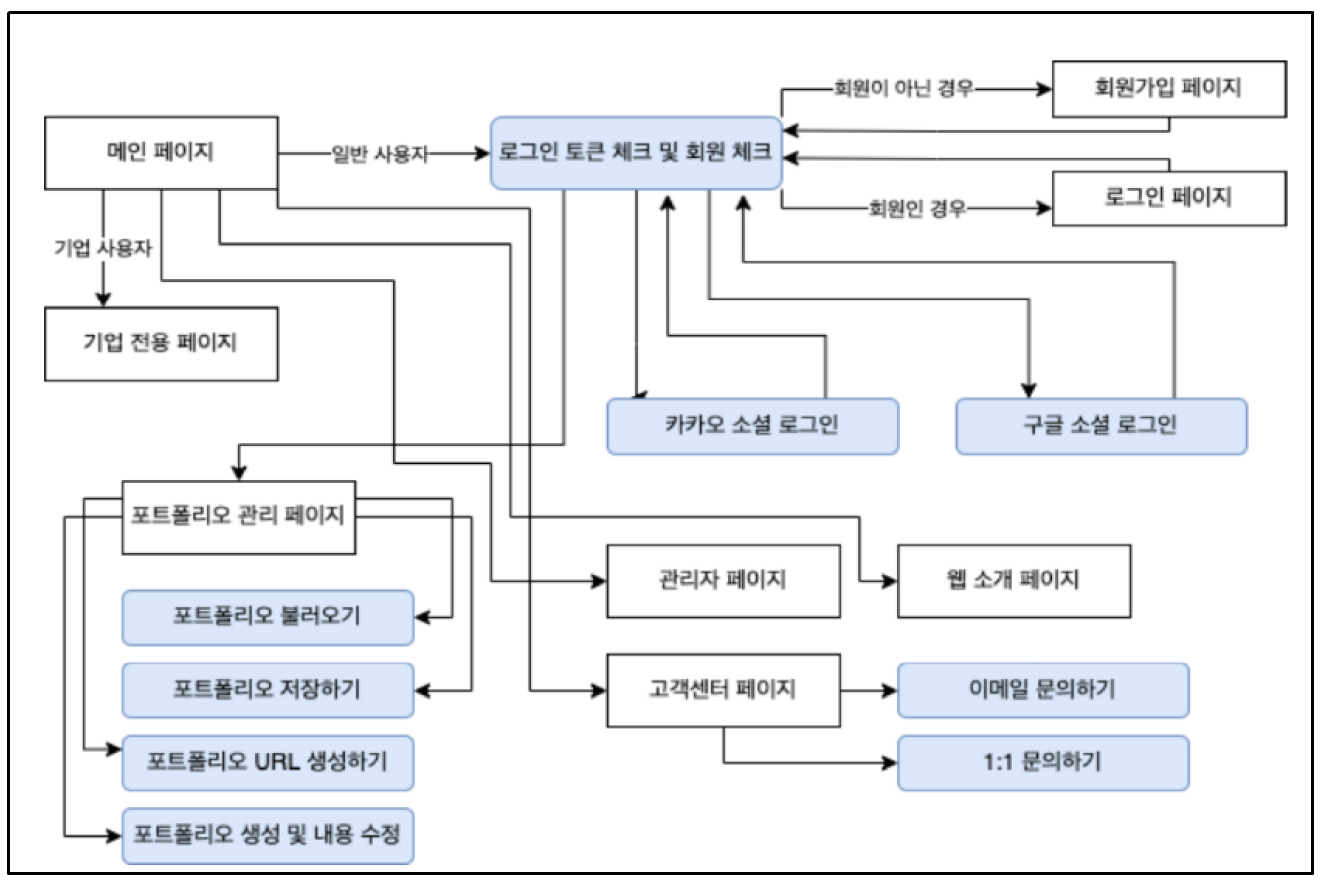 회원이 아닌 경우
회원가입 페이지
메인 페이지
일반 사용자
로그인 토큰 체크 및 회원 체크
로그인 페이지
회원인 경우
기업 사용자
기업 전용 페이지
카카오 소셜 로그인
구글 소셜 로그인
포트폴리오 관리 페이지
관리자 페이지
웹 소개 페이지
포트폴리오 불러오기
포트폴리오 저장하기
고객센터 페이지
이메일 문의하기
포트폴리오 URL 생성하기
1:1 문의하기
포트폴리오 생성 및 내용 수정